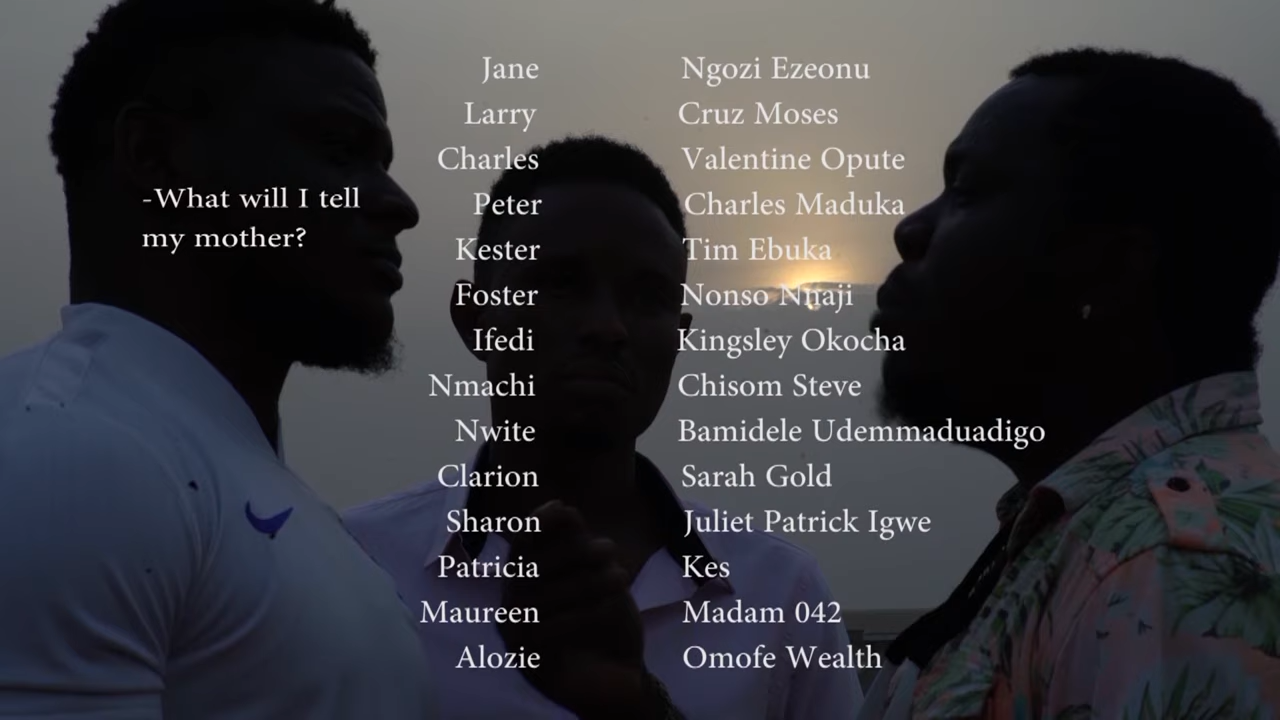 Jane Ngozi Ezeonu
Larry Cruz Moses
Charles Valentine Opute
-What will I tell
my mother?
Peter Charles Maduka
Kester Tim Ebuka
Foster Nonso Nnaji
Ifedi Kingsley Okocha
Nmachi Chisom Steve
Nwite Bamidele Udemmaduadigo
Clarion Sarah Gold
Sharon Juliet Patrick Igwe
Patricia Kes
Maureen Madam 042
Alozie Omofe Wealth